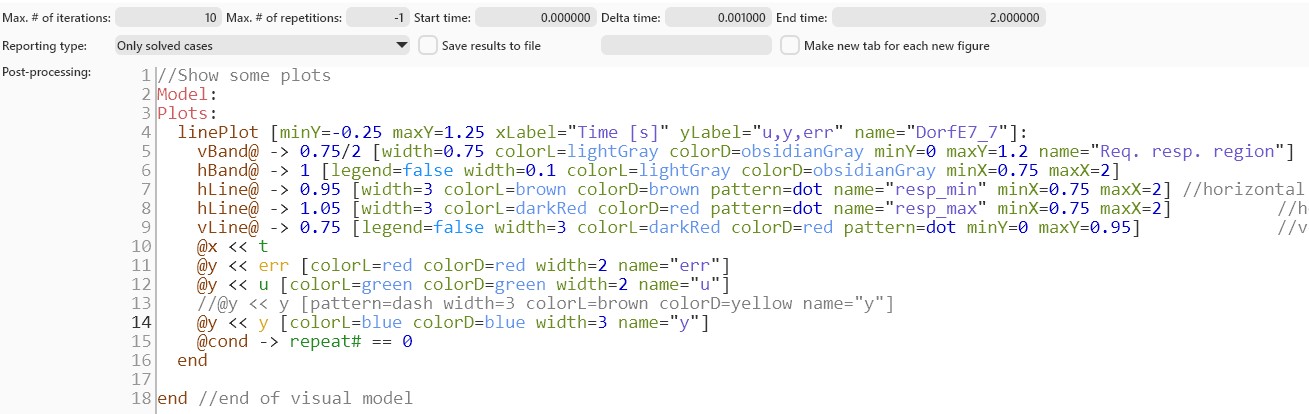 Max. # of iterations: 10 Max. # of repetitions: -1 Start time: 0.000000 Delta time: 0.001000 End time: 2.000000
Reporting type: Only solved cases Save results to file Make new tab for each new figure
Post-processing:
1 //Show some plots
2 Model:
3 Plots:
4 linePlot [minY=-0.25 maxY=1.25 xLabel="Time [s]" yLabel="u,y,err" name="DorfE7_7"]:
5 vBand@ -> 0.75/2 [width=0.75 colorL=lightGray colorD=obsidianGray minY=0 maxY=1.2 name="Req. resp. region"]
6 hBand@ -> 1 [legend=false width=0.1 colorL=lightGray colorD=obsidianGray minX=0.75 maxX=2]
7 hLine@ -> 0.95 [width=3 colorL=brown colorD=brown pattern=dot name="resp_min" minX=0.75 maxX=2] //horizontal
8 hLine@ -> 1.05 [width=3 colorL=darkRed colorD=red pattern=dot name="resp_max" minX=0.75 maxX=2] //h
9 vLine@ -> 0.75 [legend=false width=3 colorL=darkRed colorD=red pattern=dot minY=0 maxY=0.95] //v
10 @x << t
11 @y << err [colorL=red colorD=red width=2 name="err"]
12 @y << u [colorL=green colorD=green width=2 name="u"]
13 //@y << y [pattern=dash width=3 colorL=brown colorD=yellow name="y"]
14 @y << y [colorL=blue colorD=blue width=3 name="y"]
15 @cond -> repeat# == 0
16 end
17
18 end //end of visual model